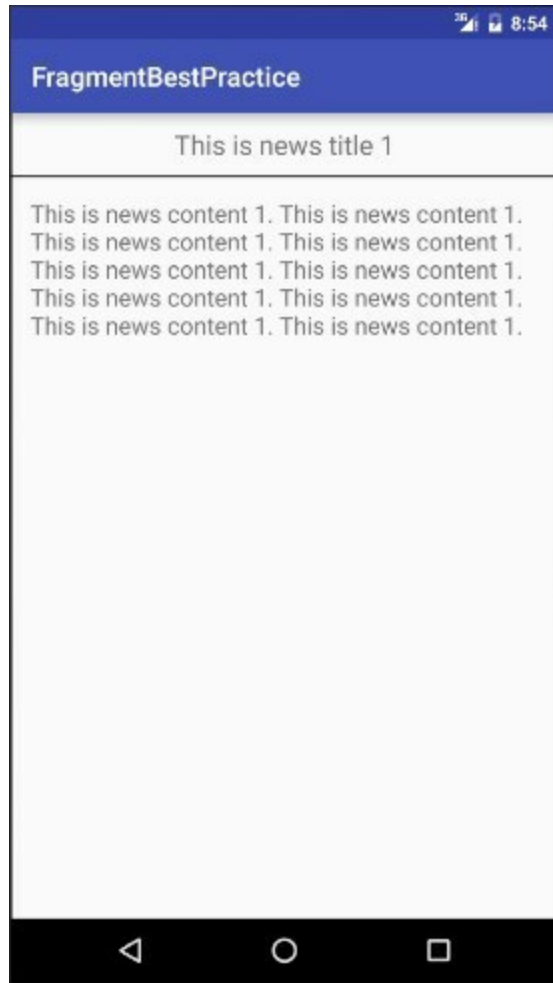 3G 8:54
FragmentBestPractice
This is news title 1
This is news content 1. This is news content 1.
This is news content 1. This is news content 1.
This is news content 1. This is news content 1.
This is news content 1. This is news content 1.
This is news content 1. This is news content 1.